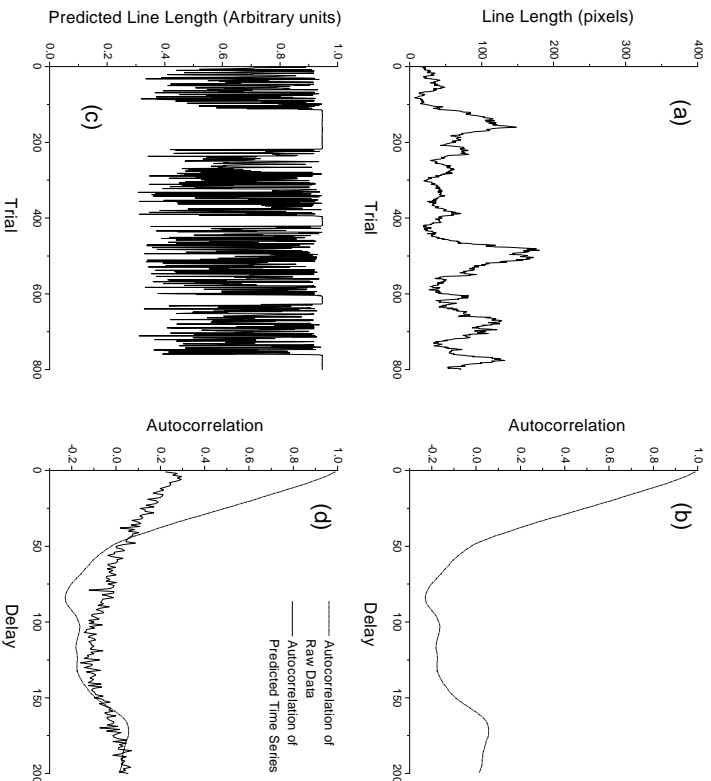 (a)
Line Length (pixels)
0
100
200
300
400
0
200
400
600
800
Trial
(b)
Autocorrelation
-0.2
0.0
0.2
0.4
0.6
0.8
1.0
0
50
100
150
Delay
(c)
Predicted Line Length (Arbitrary units)
0.0
0.2
0.4
0.6
0.8
1.0
0
200
400
600
800
Trial
(d)
Autocorrelation
-0.2
0.0
0.2
0.4
0.6
0.8
1.0
0
50
100
150
Delay
Autocorrelation of
Raw Data
Autocorrelation of
Predicted Time Series